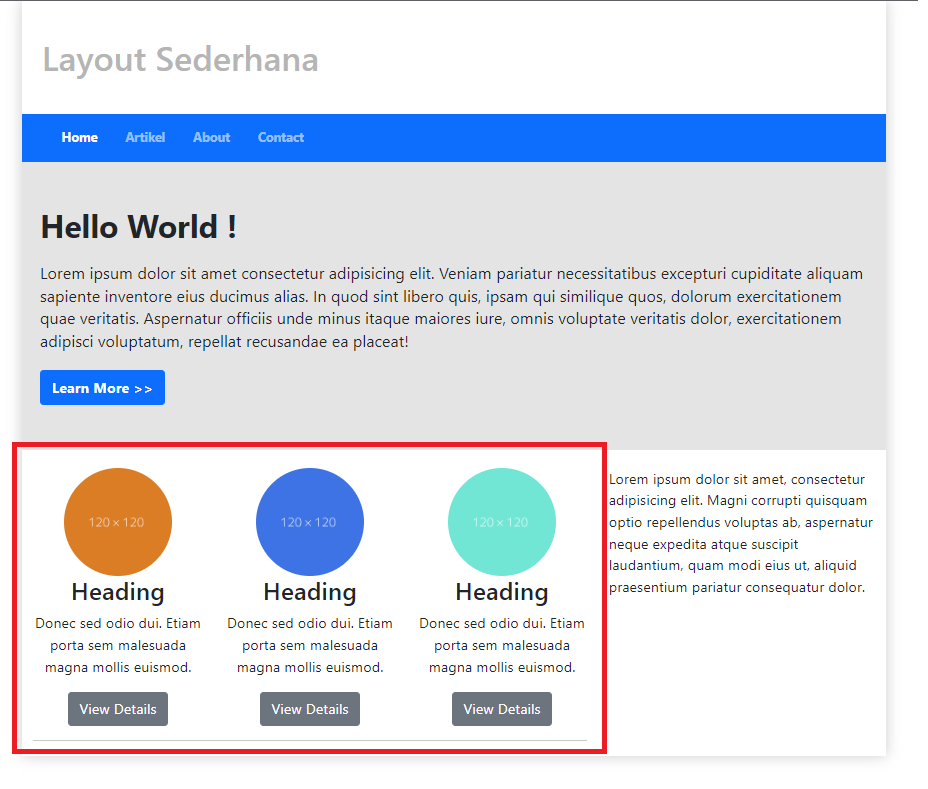 Layout Sederhana
Home Artikel About Contact
Hello World !
Lorem ipsum dolor sit amet consectetur adipisicing elit. Veniam pariatur necessitatibus excepturi cupiditate aliquam
sapiente inventore eius ducimus alias. In quod sint libero quis, ipsam qui similique quos, dolorum exercitationem
quae veritatis. Aspernatur officiis unde minus itaque maiores iure, omnis voluptate veritatis dolor, exercitationem
adipisci voluptatum, repellat recusandae ea placeat!
Learn More >>
120 × 120
Heading
Donec sed odio dui. Etiam
porta sem malesuada
magna mollis euismod.
View Details
120 × 120
Heading
Donec sed odio dui. Etiam
porta sem malesuada
magna mollis euismod.
View Details
120 × 120
Heading
Donec sed odio dui. Etiam
porta sem malesuada
magna mollis euismod.
View Details
Lorem ipsum dolor sit amet, consectetur
adipisicing elit. Magni corrupti quisquam
optio repellendus voluptas ab, aspernatur
neque expedita atque suscipit
laudantium, quam modi eius ut, aliquid
praesentium pariatur consequatur dolor.